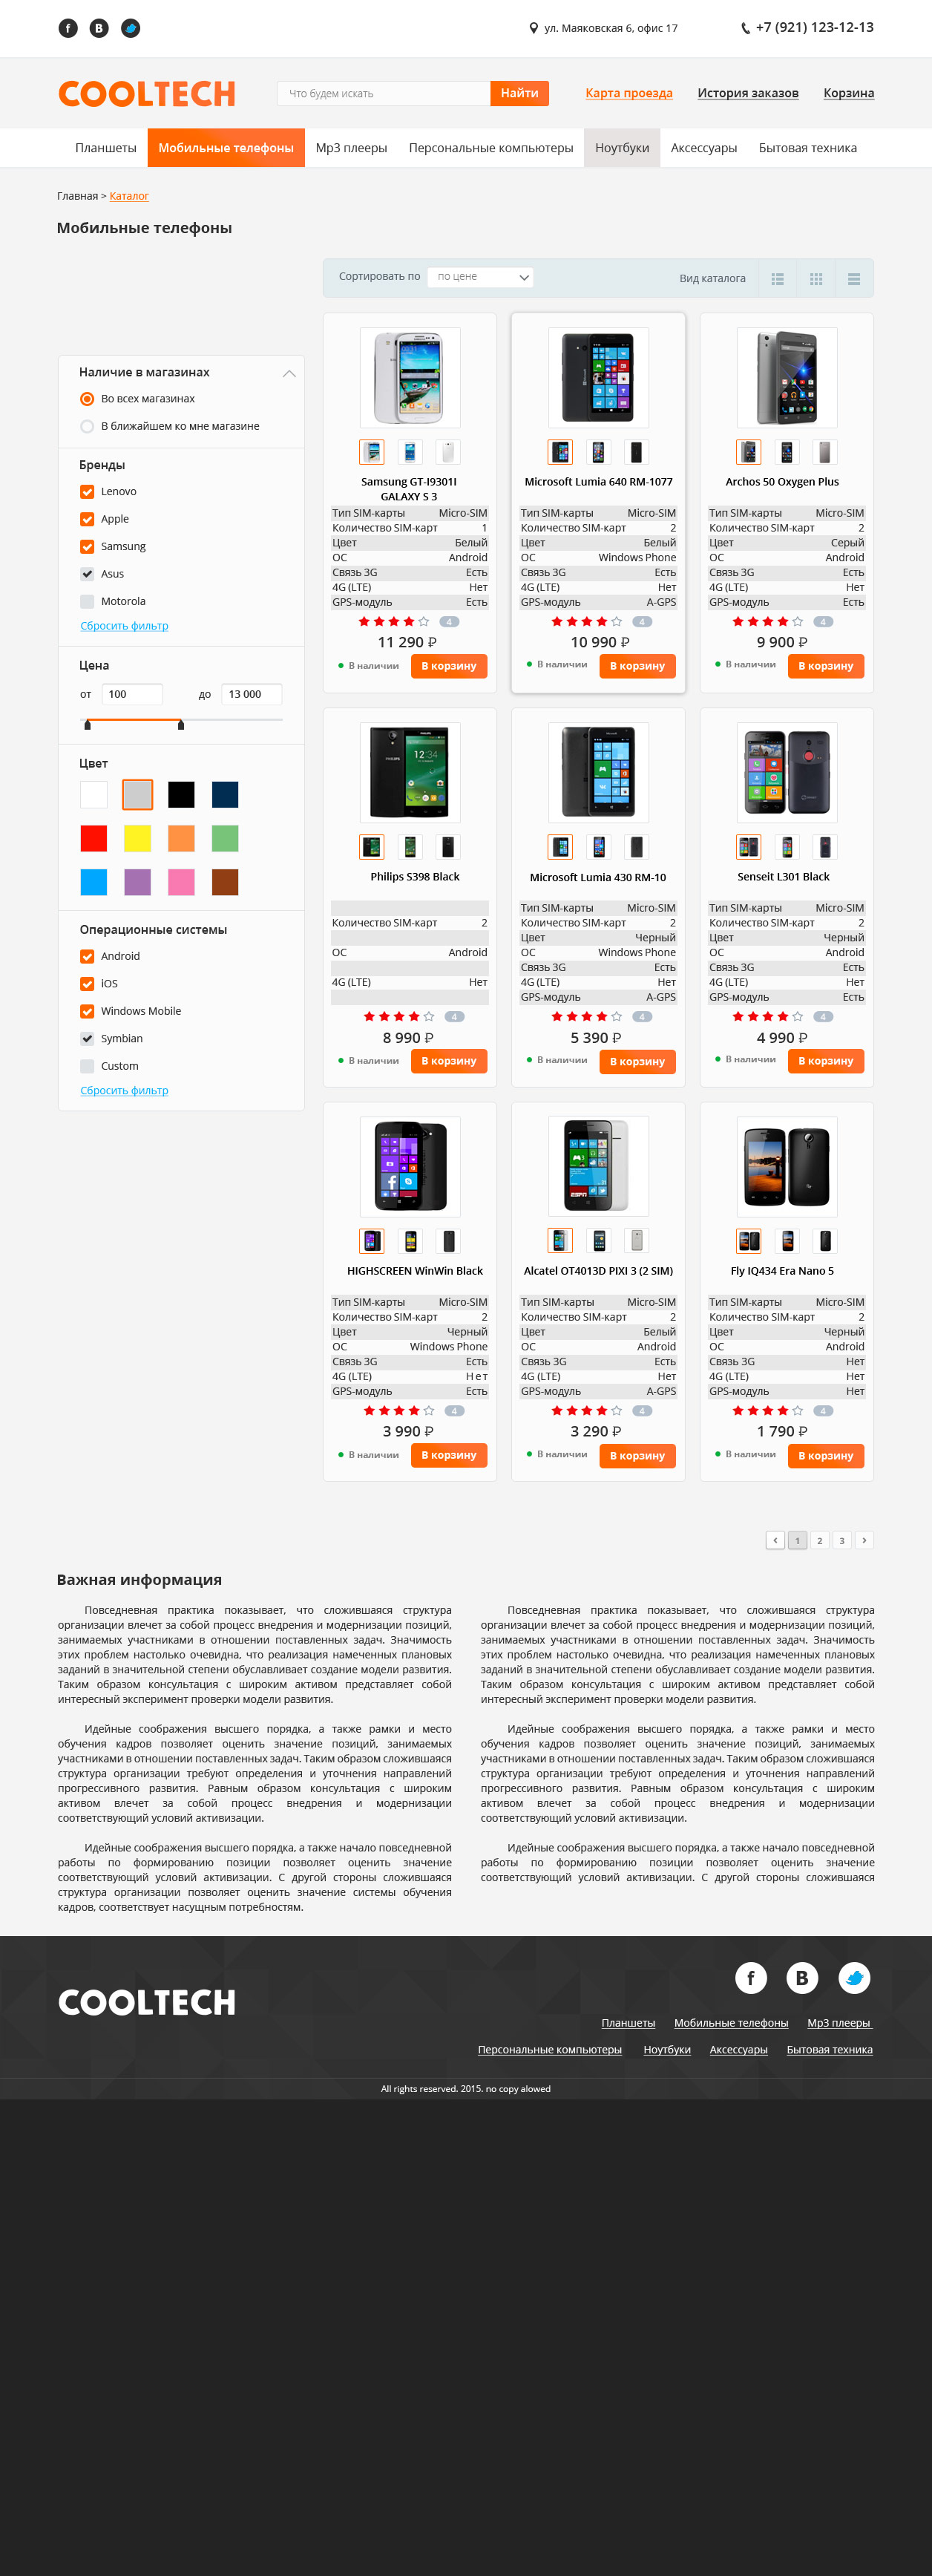 f B
ул. Маяковская 6, офис 17
+7 (921) 123-12-13
COOLTECH
Что будем искать
Найти
Карта проезда
История заказов
Корзина
Планшеты
Мобильные телефоны
Mp3 плееры
Персональные компьютеры
Ноутбуки
Аксессуары
Бытовая техника
Главная > Каталог
Мобильные телефоны
Сортировать по
по цене
Вид каталога
Наличие в магазинах
Во всех магазинах
В ближайшем ко мне магазине
Бренды
Lenovo
Apple
Samsung
Asus
Motorola
Сбросить фильтр
Цена
от 100 до 13 000
Цвет
Операционные системы
Android
iOS
Windows Mobile
Symbian
Custom
Сбросить фильтр
Samsung GT-I9301I
GALAXY S 3
Тип SIM-карты Micro-SIM
Количество SIM-карт 1
Цвет Белый
ОС Android
Связь 3G Есть
4G (LTE) Нет
GPS-модуль Есть
4
11 290 ₽
В наличии
В корзину
Microsoft Lumia 640 RM-1077
Тип SIM-карты Micro-SIM
Количество SIM-карт 2
Цвет Белый
ОС Windows Phone
Связь 3G Есть
4G (LTE) Нет
GPS-модуль A-GPS
4
10 990 ₽
В наличии
В корзину
Archos 50 Oxygen Plus
Тип SIM-карты Micro-SIM
Количество SIM-карт 2
Цвет Серый
ОС Android
Связь 3G Есть
4G (LTE) Нет
GPS-модуль Есть
4
9 900 ₽
В наличии
В корзину
PHILIPS
12:34
Philips S398 Black
Количество SIM-карт 2
ОС Android
4G (LTE) Нет
4
8 990 ₽
В наличии
В корзину
Microsoft Lumia 430 RM-10
Тип SIM-карты Micro-SIM
Количество SIM-карт 2
Цвет Черный
ОС Windows Phone
Связь 3G Есть
4G (LTE) Нет
GPS-модуль A-GPS
4
5 390 ₽
В наличии
В корзину
Senseit L301 Black
Тип SIM-карты Micro-SIM
Количество SIM-карт 2
Цвет Черный
ОС Android
Связь 3G Есть
4G (LTE) Нет
GPS-модуль Есть
4
4 990 ₽
В наличии
В корзину
HIGHSCREEN WinWin Black
Тип SIM-карты Micro-SIM
Количество SIM-карт 2
Цвет Черный
ОС Windows Phone
Связь 3G Есть
4G (LTE) Нет
GPS-модуль Есть
4
3 990 ₽
В наличии
В корзину
ESPN
Alcatel OT4013D PIXI 3 (2 SIM)
Тип SIM-карты Micro-SIM
Количество SIM-карт 2
Цвет Белый
ОС Android
Связь 3G Есть
4G (LTE) Нет
GPS-модуль A-GPS
4
3 290 ₽
В наличии
В корзину
Fly IQ434 Era Nano 5
Тип SIM-карты Micro-SIM
Количество SIM-карт 2
Цвет Черный
ОС Android
Связь 3G Нет
4G (LTE) Нет
GPS-модуль Нет
4
1 790 ₽
В наличии
В корзину
1 2 3
Важная информация
Повседневная практика показывает, что сложившаяся структура
организации влечет за собой процесс внедрения и модернизации позиций,
занимаемых участниками в отношении поставленных задач. Значимость
этих проблем настолько очевидна, что реализация намеченных плановых
заданий в значительной степени обуславливает создание модели развития.
Таким образом консультация с широким активом представляет собой
интересный эксперимент проверки модели развития.
Идейные соображения высшего порядка, а также рамки и место
обучения кадров позволяет оценить значение позиций, занимаемых
участниками в отношении поставленных задач. Таким образом сложившаяся
структура организации требуют определения и уточнения направлений
прогрессивного развития. Равным образом консультация с широким
активом влечет за собой процесс внедрения и модернизации
соответствующий условий активизации.
Идейные соображения высшего порядка, а также начало повседневной
работы по формированию позиции позволяет оценить значение
соответствующий условий активизации. С другой стороны сложившаяся
структура организации позволяет оценить значение системы обучения
кадров, соответствует насущным потребностям.
Повседневная практика показывает, что сложившаяся структура
организации влечет за собой процесс внедрения и модернизации позиций,
занимаемых участниками в отношении поставленных задач. Значимость
этих проблем настолько очевидна, что реализация намеченных плановых
заданий в значительной степени обуславливает создание модели развития.
Таким образом консультация с широким активом представляет собой
интересный эксперимент проверки модели развития.
Идейные соображения высшего порядка, а также рамки и место
обучения кадров позволяет оценить значение позиций, занимаемых
участниками в отношении поставленных задач. Таким образом сложившаяся
структура организации требуют определения и уточнения направлений
прогрессивного развития. Равным образом консультация с широким
активом влечет за собой процесс внедрения и модернизации
соответствующий условий активизации.
Идейные соображения высшего порядка, а также начало повседневной
работы по формированию позиции позволяет оценить значение
соответствующий условий активизации. С другой стороны сложившаяся
f B
COOLTECH
Планшеты
Мобильные телефоны
Mp3 плееры
Персональные компьютеры
Ноутбуки
Аксессуары
Бытовая техника
All rights reserved. 2015. no copy alowed